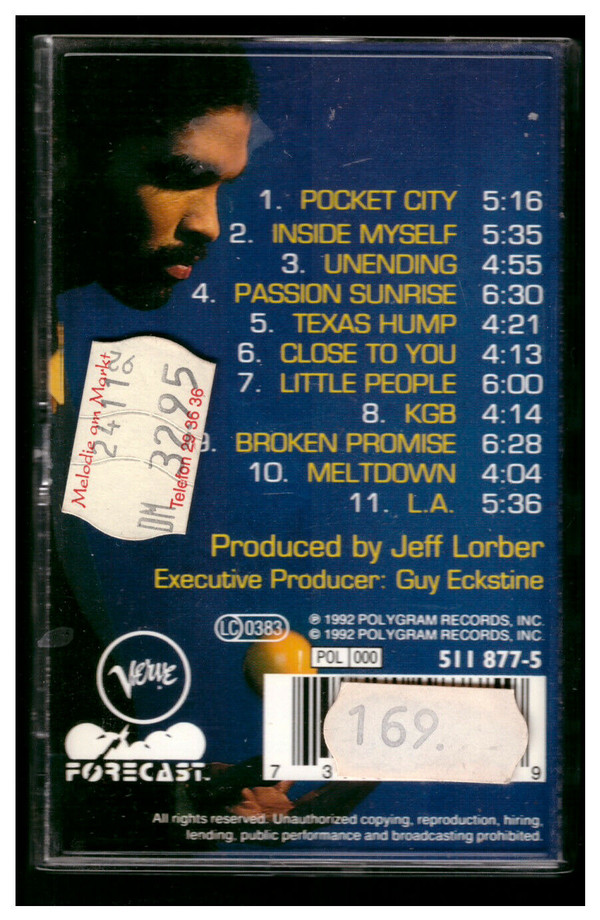 1. POCKET CITY 5:16
2. INSIDE MYSELF 5:35
3. UNENDING 4:55
4. PASSION SUNRISE 6:30
5. TEXAS HUMP 4:21
6. CLOSE TO YOU 4:13
7. LITTLE PEOPLE 6:00
8. KGB 4:14
9. BROKEN PROMISE 6:28
10. MELTDOWN 4:04
11. L.A. 5:36
Melodie am Markt
DM 3295
Telefon 29 36 36
Produced by Jeff Lorber
Executive Producer: Guy Eckstine
LC 0383
℗ 1992 POLYGRAM RECORDS, INC.
© 1992 POLYGRAM RECORDS, INC.
POL 000
511 877-5
Verve
FORECAST
169.
7 3 9
All rights reserved. Unauthorized copying, reproduction, hiring,
lending, public performance and broadcasting prohibited.